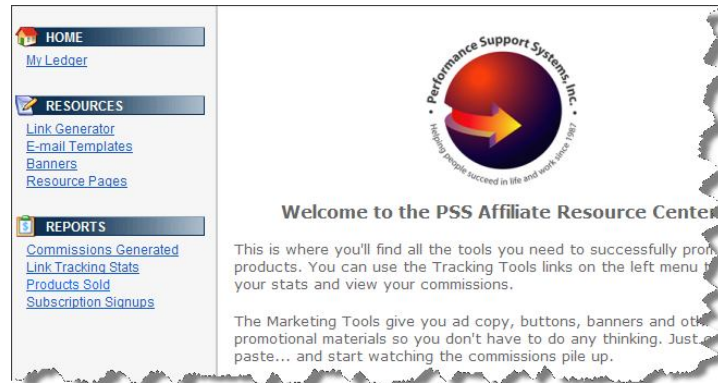 HOME
My Ledger
RESOURCES
Link Generator
E-mail Templates
Banners
Resource Pages
REPORTS
Commissions Generated
Link Tracking Stats
Products Sold
Subscription Signups
• Performance Support Systems, Inc. •
Helping people succeed in life and work since 1987
Welcome to the PSS Affiliate Resource Center
This is where you'll find all the tools you need to successfully
products. You can use the Tracking Tools links on the left menu
your stats and view your commissions.
The Marketing Tools give you ad copy, buttons, banners and
promotional materials so you don't have to do any thinking. Just
paste... and start watching the commissions pile up.